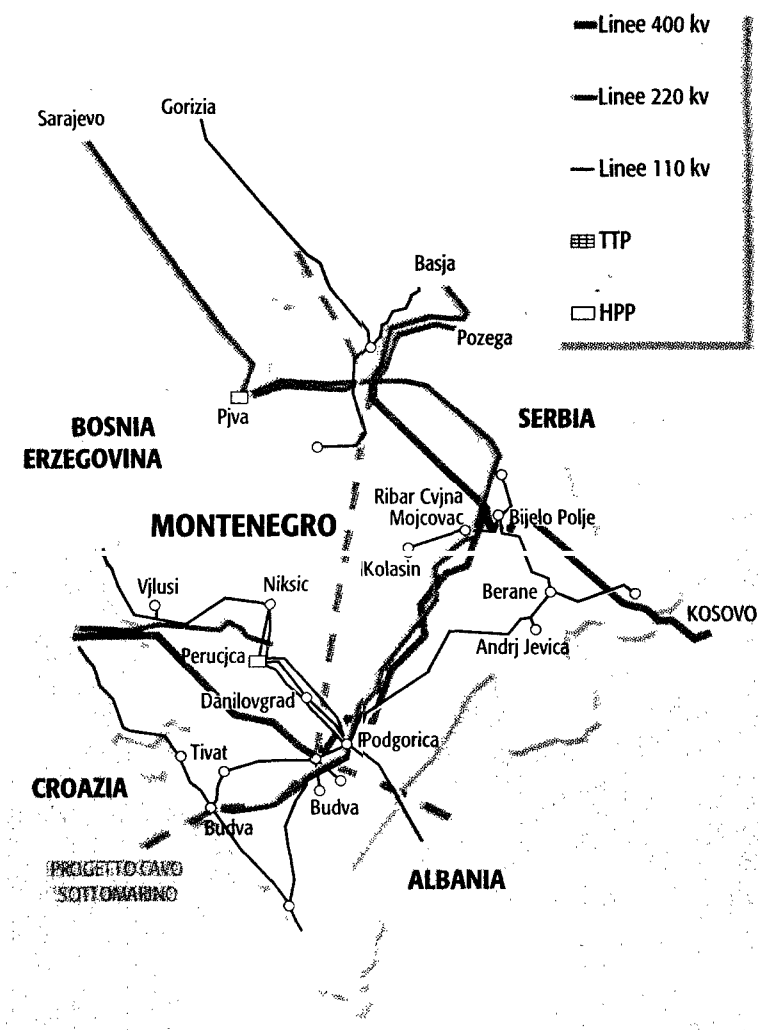 Linee 400 kv
Sarajevo
Gorizia
Linee 220 kv
Linee 110 kv
TTP
Basja
HPP
Pozega
Pjva
BOSNIA
ERZEGOVINA
SERBIA
Ribar Cvjna
Mojcovac
Bijelo Polje
MONTENEGRO
Kolasin
Vjlusi
Niksic
Berane
KOSOVO
Andrj Jevica
Perucjca
Danilovgrad
Podgorica
Tivat
CROAZIA
Budva
Budva
PROGETTO CAVO
SOTTOMARINO
ALBANIA